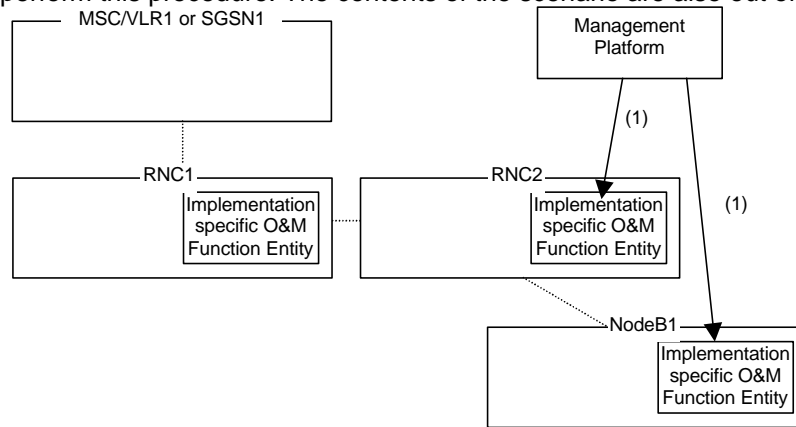 perform this procedure. The contents of the scenario are also out of
MSC/VLR1 or SGSN1
Management
Platform
(1)
RNC1
RNC2
(1)
Implementation
specific O&M
Function Entity
Implementation
specific O&M
Function Entity
NodeB1
Implementation
specific O&M
Function Entity